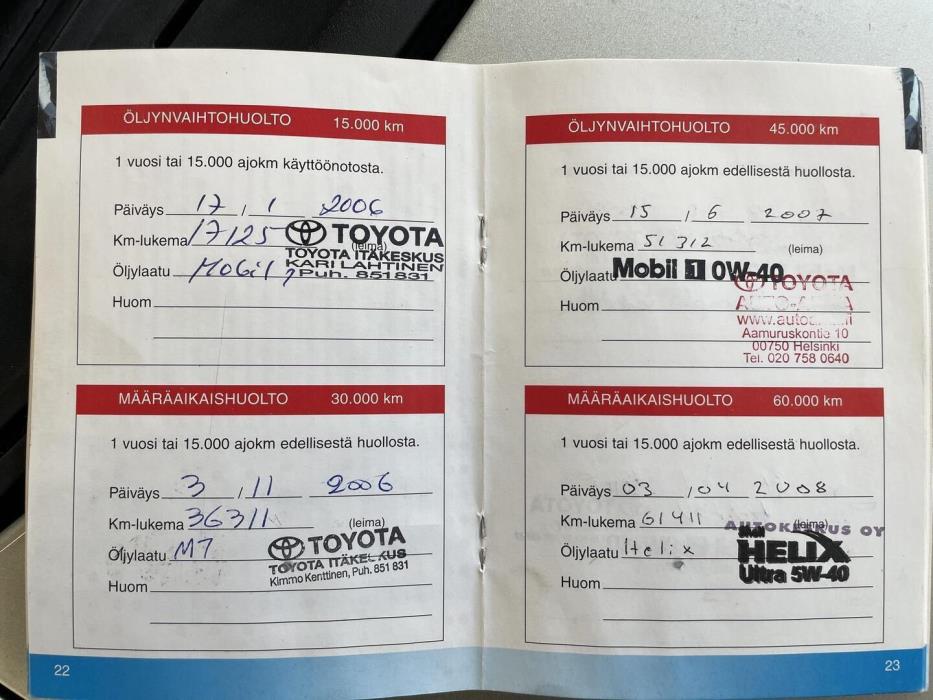 ÖLJYNVAIHTOHUOLTO 15.000 km
1 vuosi tai 15.000 ajokm käyttöönotosta.
Päiväys 17 / 1 2006
Km-lukema 17125 (leima) TOYOTA
TOYOTA ITÄKESKUS
KARI LAHTINEN
Öljylaatu Mobil 1 Puh. 851831
Huom
MÄÄRÄAIKAISHUOLTO 30.000 km
1 vuosi tai 15.000 ajokm edellisestä huollosta.
Päiväys 3 / 11 2006
Km-lukema 36311 (leima)
TOYOTA
Öljylaatu M1
TOYOTA ITÄKESKUS
Kimmo Kenttinen, Puh. 851 831
Huom
22
ÖLJYNVAIHTOHUOLTO 45.000 km
1 vuosi tai 15.000 ajokm edellisestä huollosta.
Päiväys 15 / 6 2007
Km-lukema 51312 (leima)
Öljylaatu Mobil 1 0W-40
TOYOTA
Huom
Aamuruskontie 10
00750 Helsinki
Tel. 020 758 0640
MÄÄRÄAIKAISHUOLTO 60.000 km
1 vuosi tai 15.000 ajokm edellisestä huollosta.
Päiväys 03 / 04 2008
Km-lukema 61411 (leima)
AUTOKESKUS OY
Öljylaatu Helix
Shell
HELIX
Ultra 5W-40
Huom
23